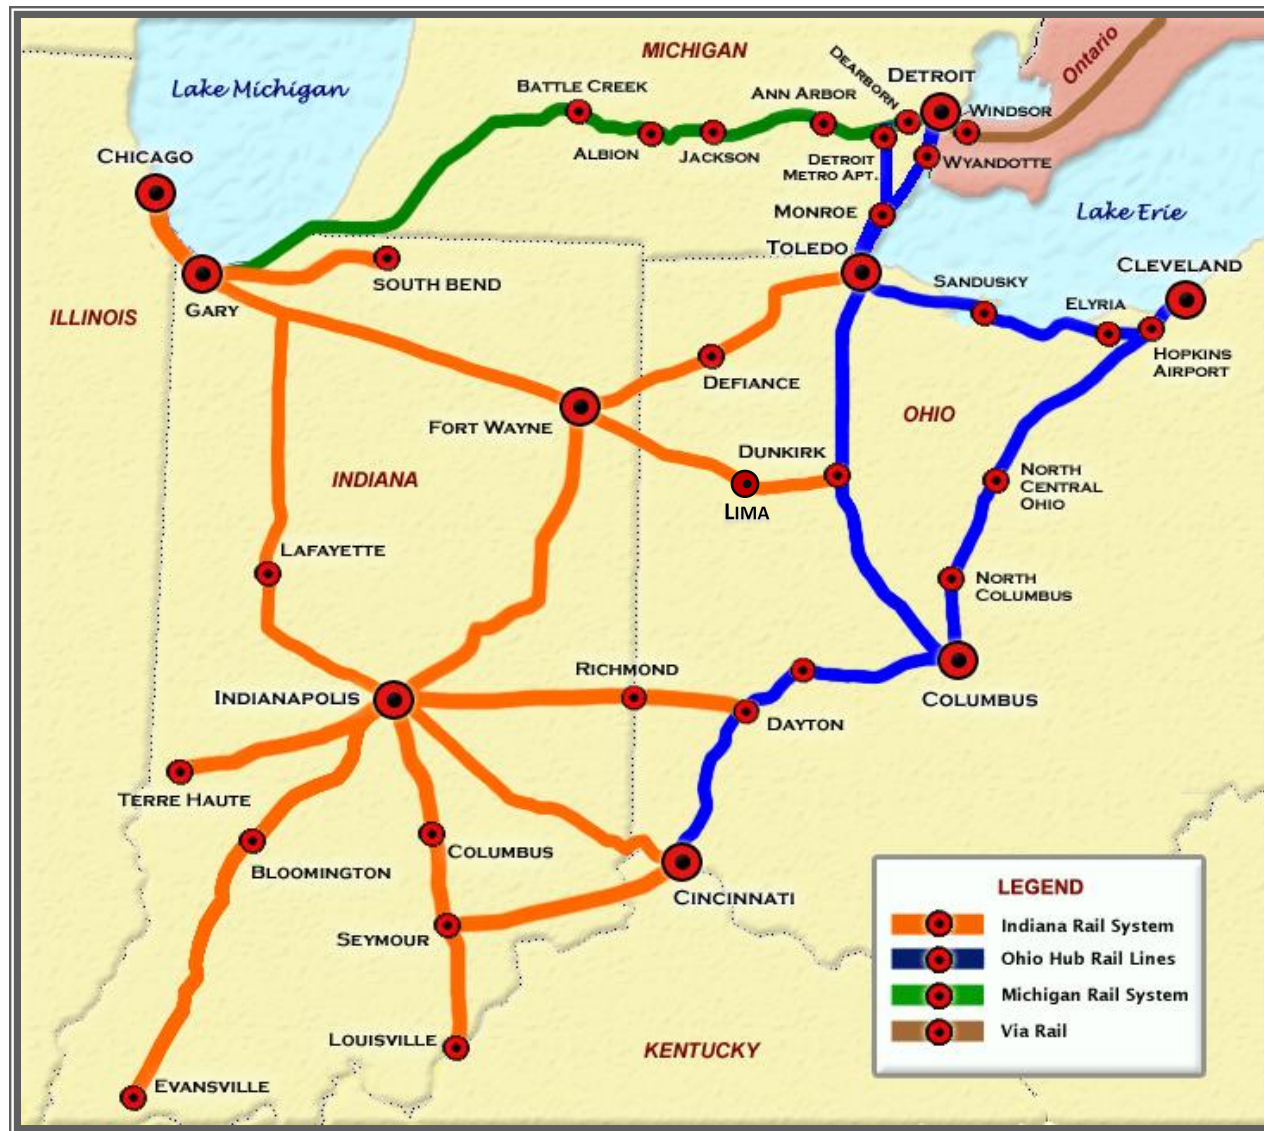 MICHIGAN
Ontario
DEARBORN
DETROIT
Lake Michigan
BATTLE CREEK
ANN ARBOR
WINDSOR
CHICAGO
ALBION
JACKSON
DETROIT
METRO APT.
WYANDOTTE
MONROE
Lake Erie
TOLEDO
CLEVELAND
SOUTH BEND
SANDUSKY
ELYRIA
GARY
ILLINOIS
HOPKINS
AIRPORT
DEFIANCE
OHIO
FORT WAYNE
DUNKIRK
INDIANA
NORTH
CENTRAL
OHIO
LIMA
LAFAYETTE
NORTH
COLUMBUS
RICHMOND
INDIANAPOLIS
COLUMBUS
DAYTON
TERRE HAUTE
COLUMBUS
BLOOMINGTON
CINCINNATI
SEYMOUR
LOUISVILLE
KENTUCKY
EVANSVILLE
LEGEND
Indiana Rail System
Ohio Hub Rail Lines
Michigan Rail System
Via Rail